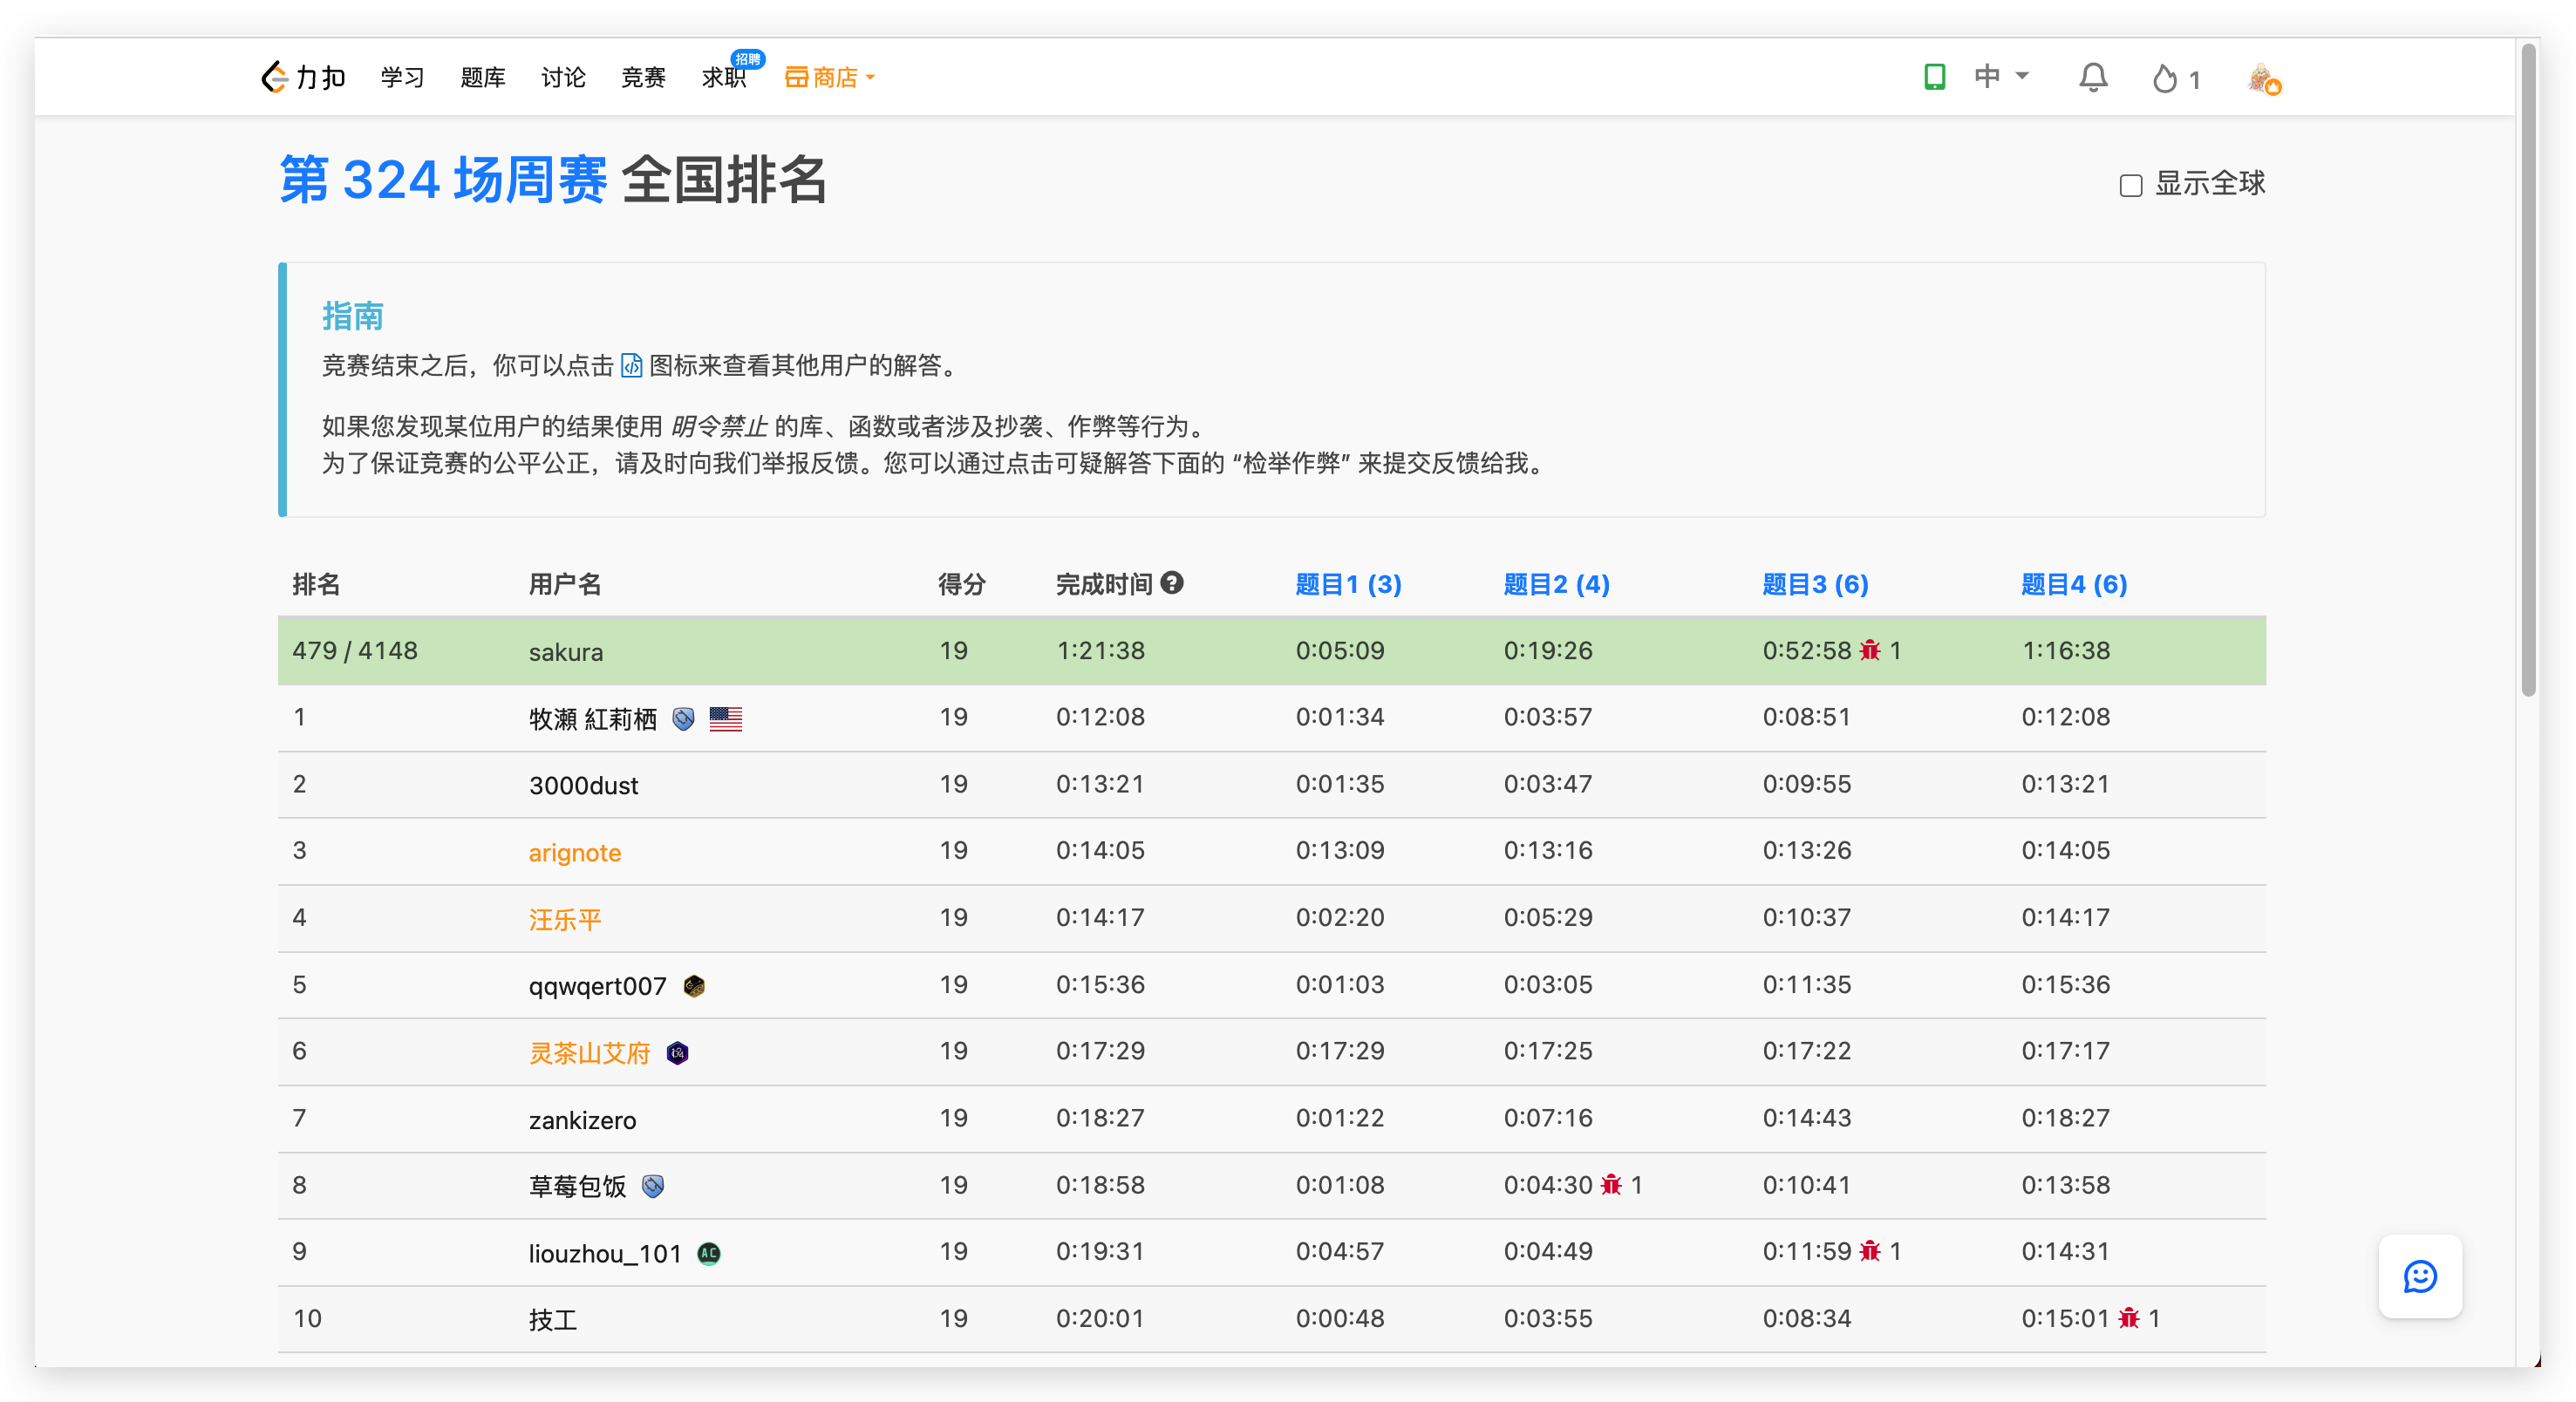 力扣 学习 题库 讨论 竞赛 求职 招聘 商店 中 1
第 324 场周赛 全国排名
显示全球
指南
竞赛结束之后，你可以点击 图标来查看其他用户的解答。
如果您发现某位用户的结果使用 明令禁止 的库、函数或者涉及抄袭、作弊等行为。
为了保证竞赛的公平公正，请及时向我们举报反馈。您可以通过点击可疑解答下面的 “检举作弊” 来提交反馈给我。
排名 用户名 得分 完成时间 题目1 (3) 题目2 (4) 题目3 (6) 题目4 (6)
479 / 4148 sakura 19 1:21:38 0:05:09 0:19:26 0:52:58 1 1:16:38
1 牧瀬 紅莉栖 19 0:12:08 0:01:34 0:03:57 0:08:51 0:12:08
2 3000dust 19 0:13:21 0:01:35 0:03:47 0:09:55 0:13:21
3 arignote 19 0:14:05 0:13:09 0:13:16 0:13:26 0:14:05
4 汪乐平 19 0:14:17 0:02:20 0:05:29 0:10:37 0:14:17
5 qqwqert007 19 0:15:36 0:01:03 0:03:05 0:11:35 0:15:36
6 灵茶山艾府 19 0:17:29 0:17:29 0:17:25 0:17:22 0:17:17
7 zankizero 19 0:18:27 0:01:22 0:07:16 0:14:43 0:18:27
8 草莓包饭 19 0:18:58 0:01:08 0:04:30 1 0:10:41 0:13:58
9 liouzhou_101 AC 19 0:19:31 0:04:57 0:04:49 0:11:59 1 0:14:31
10 技工 19 0:20:01 0:00:48 0:03:55 0:08:34 0:15:01 1